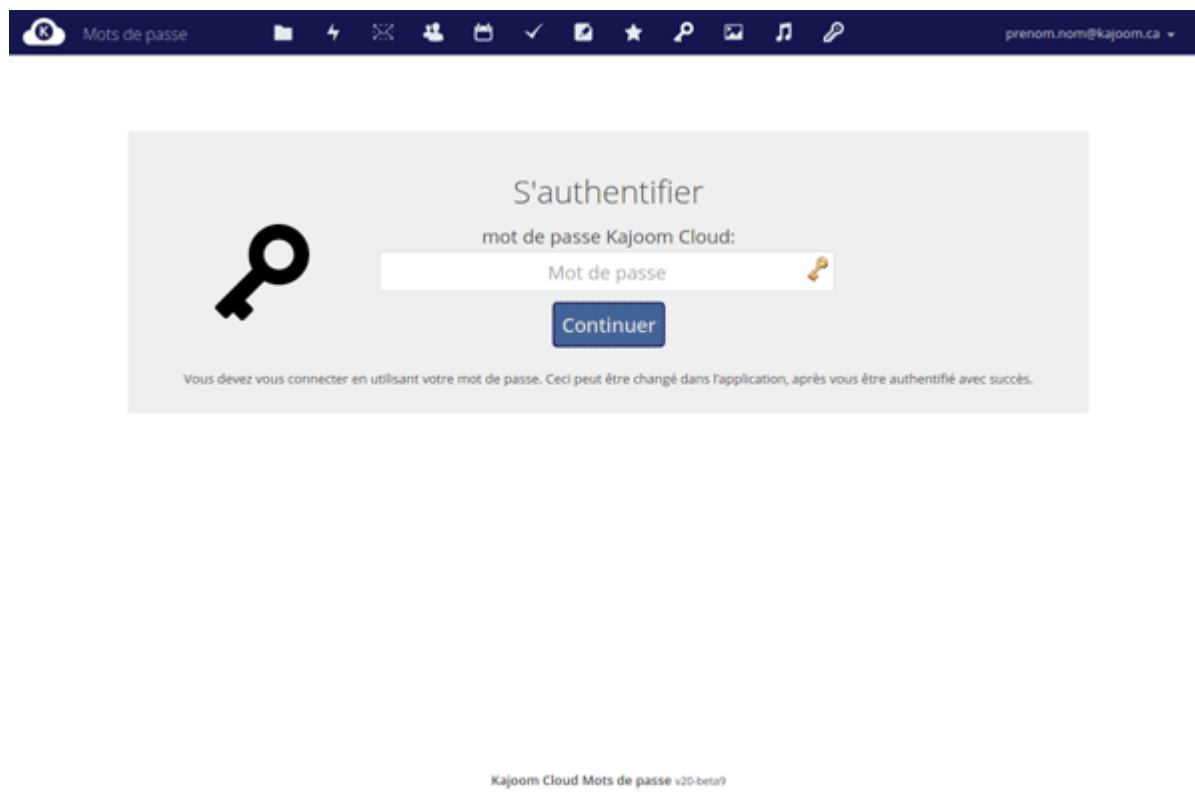 K
Mots de passe
prenom.nom@kajoom.ca
S'authentifier
mot de passe Kajoom Cloud:
Mot de passe
Continuer
Vous devez vous connecter en utilisant votre mot de passe. Ceci peut être changé dans l'application, après vous être authentifié avec succès.
Kajoom Cloud Mots de passe v20-beta9